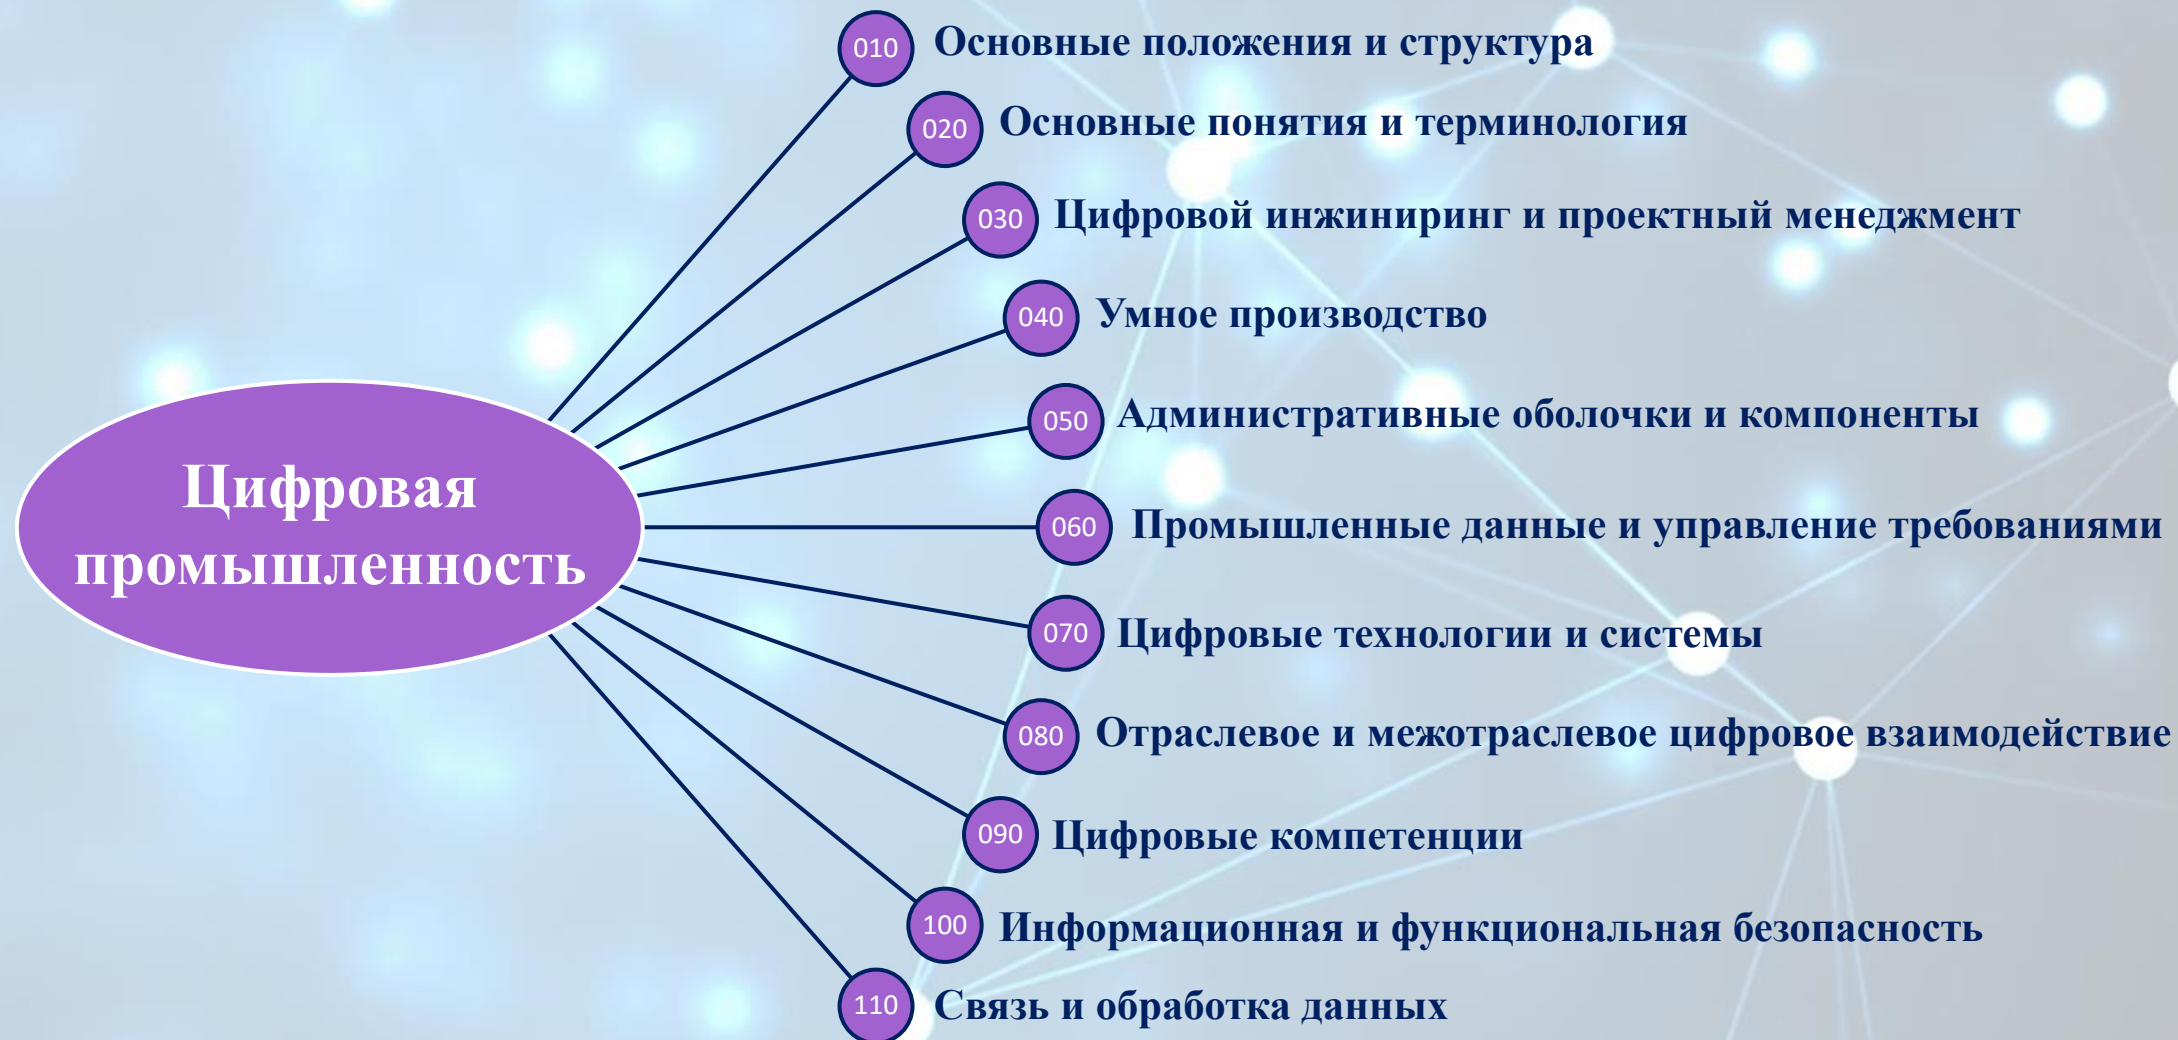 010 Основные положения и структура
020 Основные понятия и терминология
030 Цифровой инжиниринг и проектный менеджмент
040 Умное производство
050 Административные оболочки и компоненты
Цифровая
промышленность
060 Промышленные данные и управление требованиями
070 Цифровые технологии и системы
080 Отраслевое и межотраслевое цифровое взаимодействие
090 Цифровые компетенции
100 Информационная и функциональная безопасность
110 Связь и обработка данных